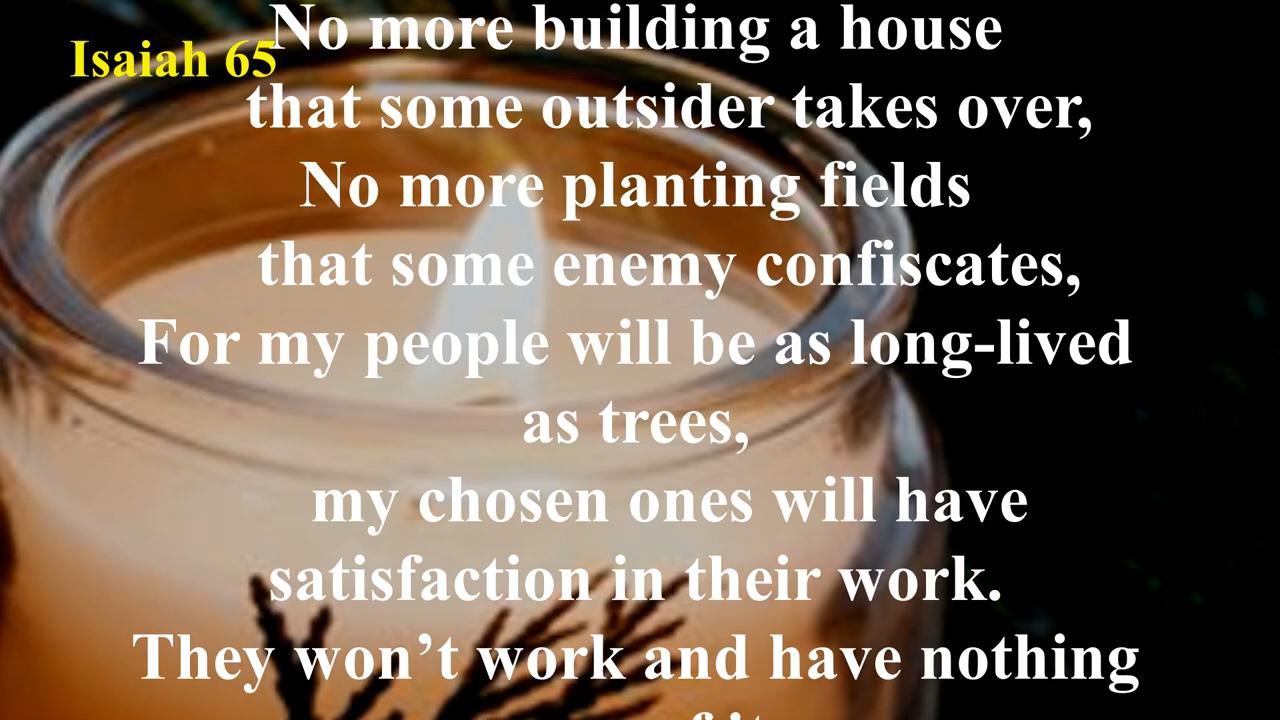 Isaiah 65
No more building a house
that some outsider takes over,
No more planting fields
that some enemy confiscates,
For my people will be as long-lived
as trees,
my chosen ones will have
satisfaction in their work.
They won’t work and have nothing